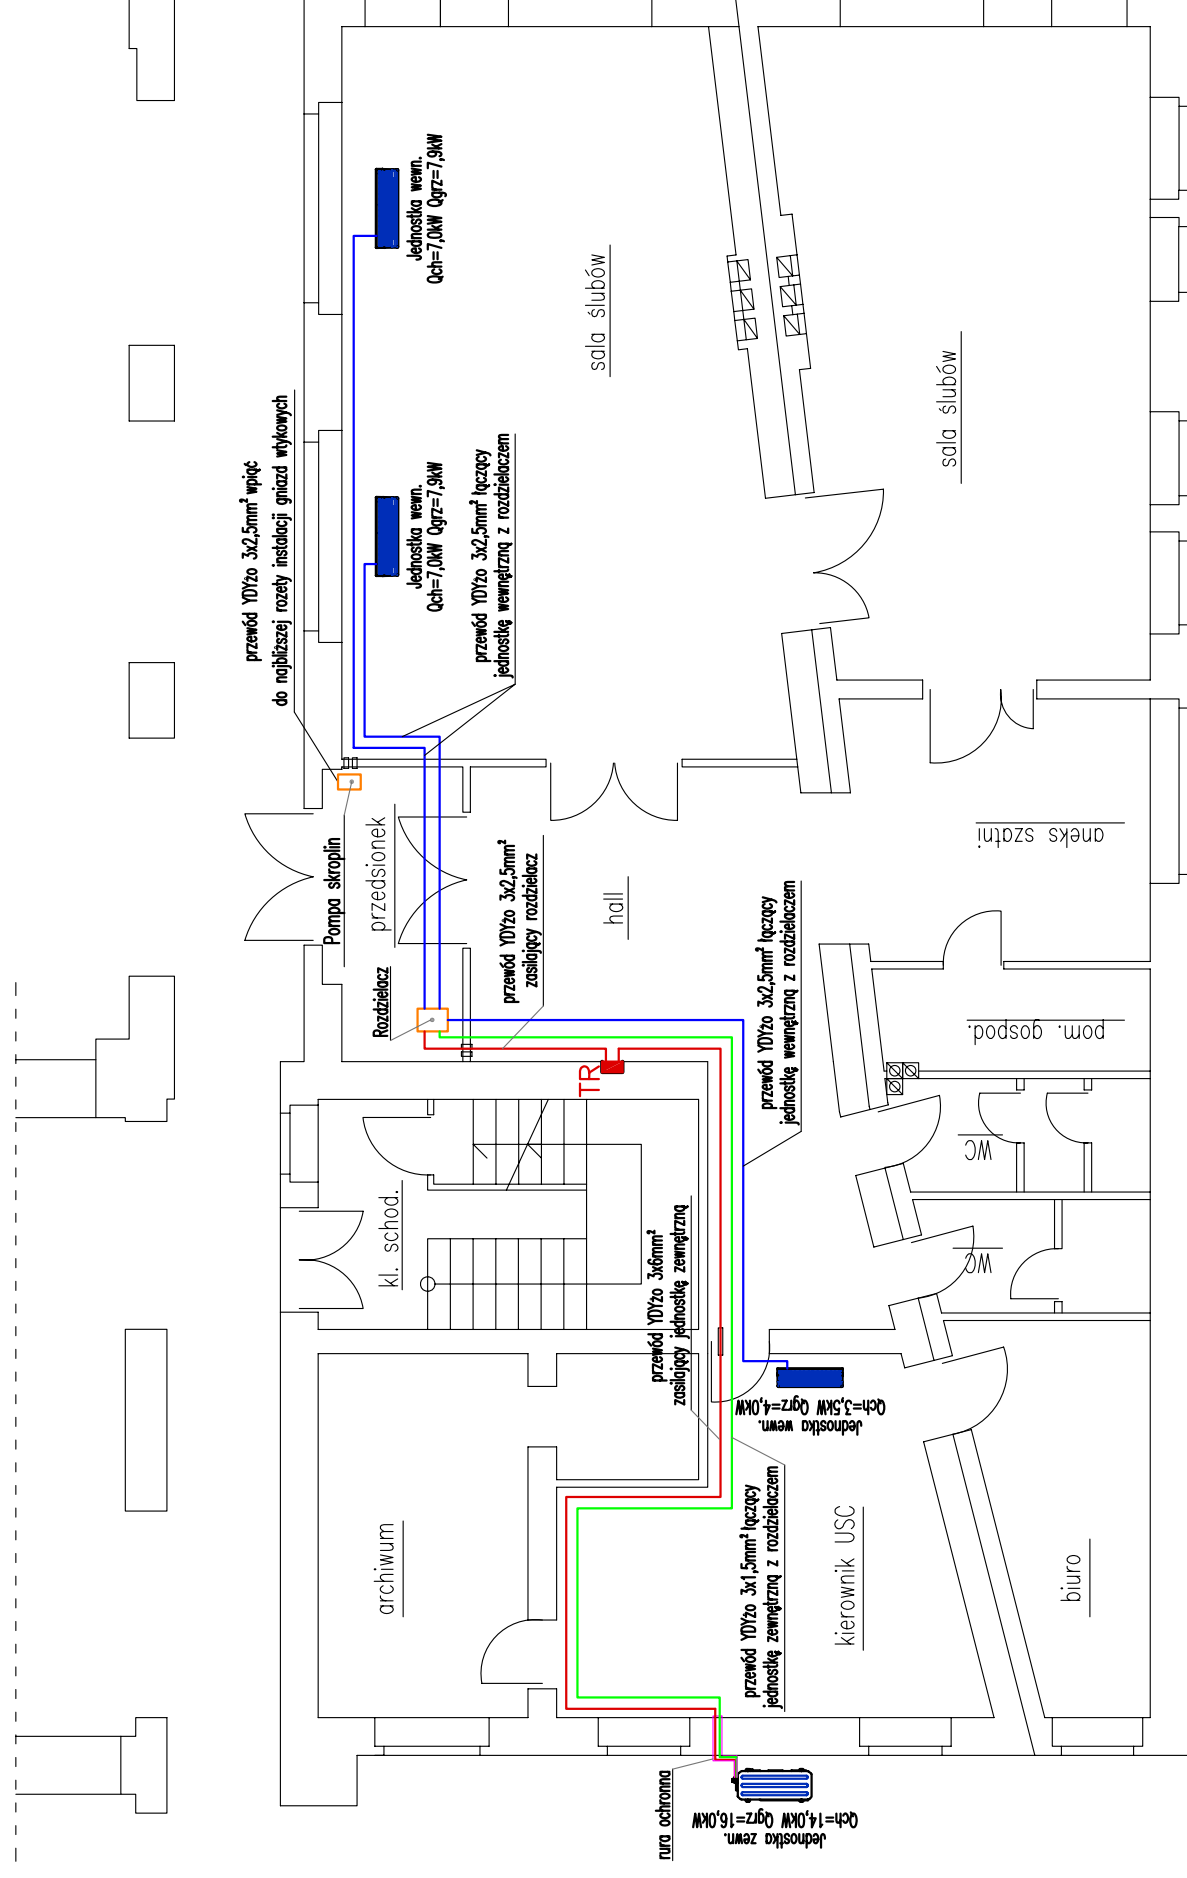 przewód YDYżo 3x2,5mm² wpiąć
do najbliższej rozety instalacji gniazd wtykowych
Jednostka wewn.
Qch=7,0kW Qgrz=7,9kW
Jednostka wewn.
Qch=7,0kW Qgrz=7,9kW
przewód YDYżo 3x2,5mm² łączący
jednostkę wewnętrzną z rozdzielaczem
sala ślubów
sala ślubów
Pompa skroplin
przedsionek
Rozdzielacz
przewód YDYżo 3x2,5mm²
zasilający rozdzielacz
hall
aneks szatni
TR
przewód YDYżo 3x2,5mm² łączący
jednostkę wewnętrzną z rozdzielaczem
pom. gospod.
WC
WC
kl. schod.
przewód YDYżo 3x6mm²
zasilający jednostkę zewnętrzną
Jednostka wewn.
Qch=3,5kW Qgrz=4,0kW
archiwum
przewód YDYżo 3x1,5mm² łączący
jednostkę zewnętrzną z rozdzielaczem
kierownik USC
biuro
rura ochronna
Jednostka zewn.
Qch=14,0kW Qgrz=16,0kW